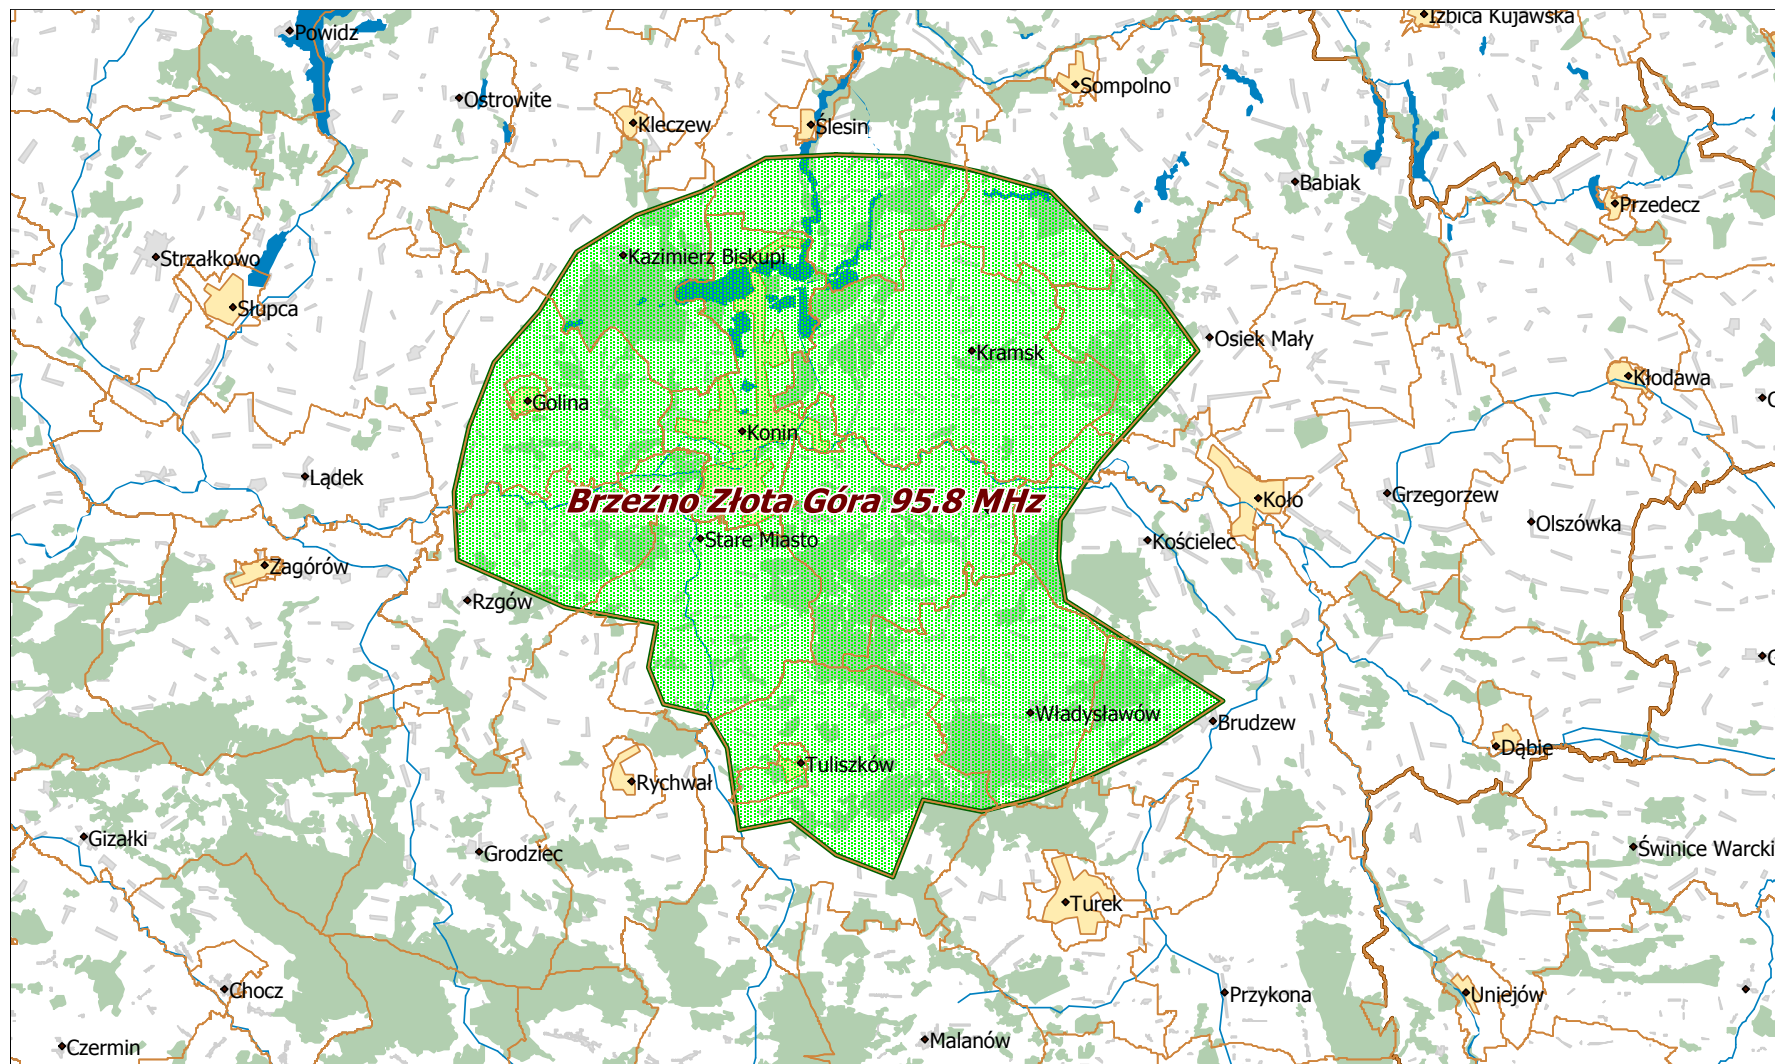 Izbica Kujawska
Powidz
Sompolno
Ostrowite
Kleczew
Ślesin
Babiak
Przedecz
Strzałkowo
Kazimierz Biskupi
Słupca
Osiek Mały
Kramsk
Kłodawa
Golina
Konin
Lądek
Brzeźno Złota Góra 95.8 MHz
Koło
Grzegorzew
Olszówka
Stare Miasto
Kościelec
Zagórów
Rzgów
Władysławów
Brudzew
Dąbie
Tuliszków
Rychwał
Gizałki
Grodziec
Świnice Warcki
Turek
Chocz
Przykona
Uniejów
Malanów
Czermin